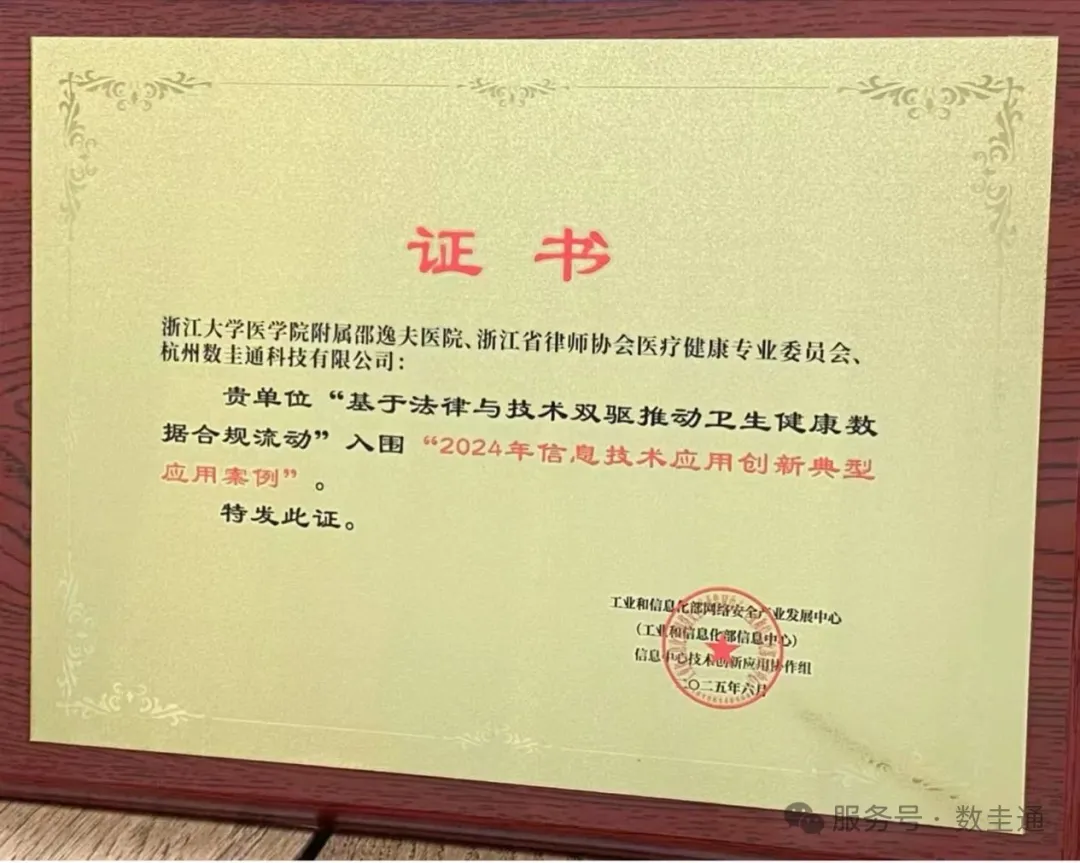 证 书
浙江大学医学院附属邵逸夫医院、浙江省律师协会医疗健康专业委员会、
杭州数圭通科技有限公司：
贵单位“基于法律与技术双驱推动卫生健康数
据合规流动”入围“2024年信息技术应用创新典型
应用案例”。
特发此证。
工业和信息化部网络安全产业发展中心
（工业和信息化部信息中心）
信息中心技术创新应用协作组
二〇二五年六月
服务号·数圭通